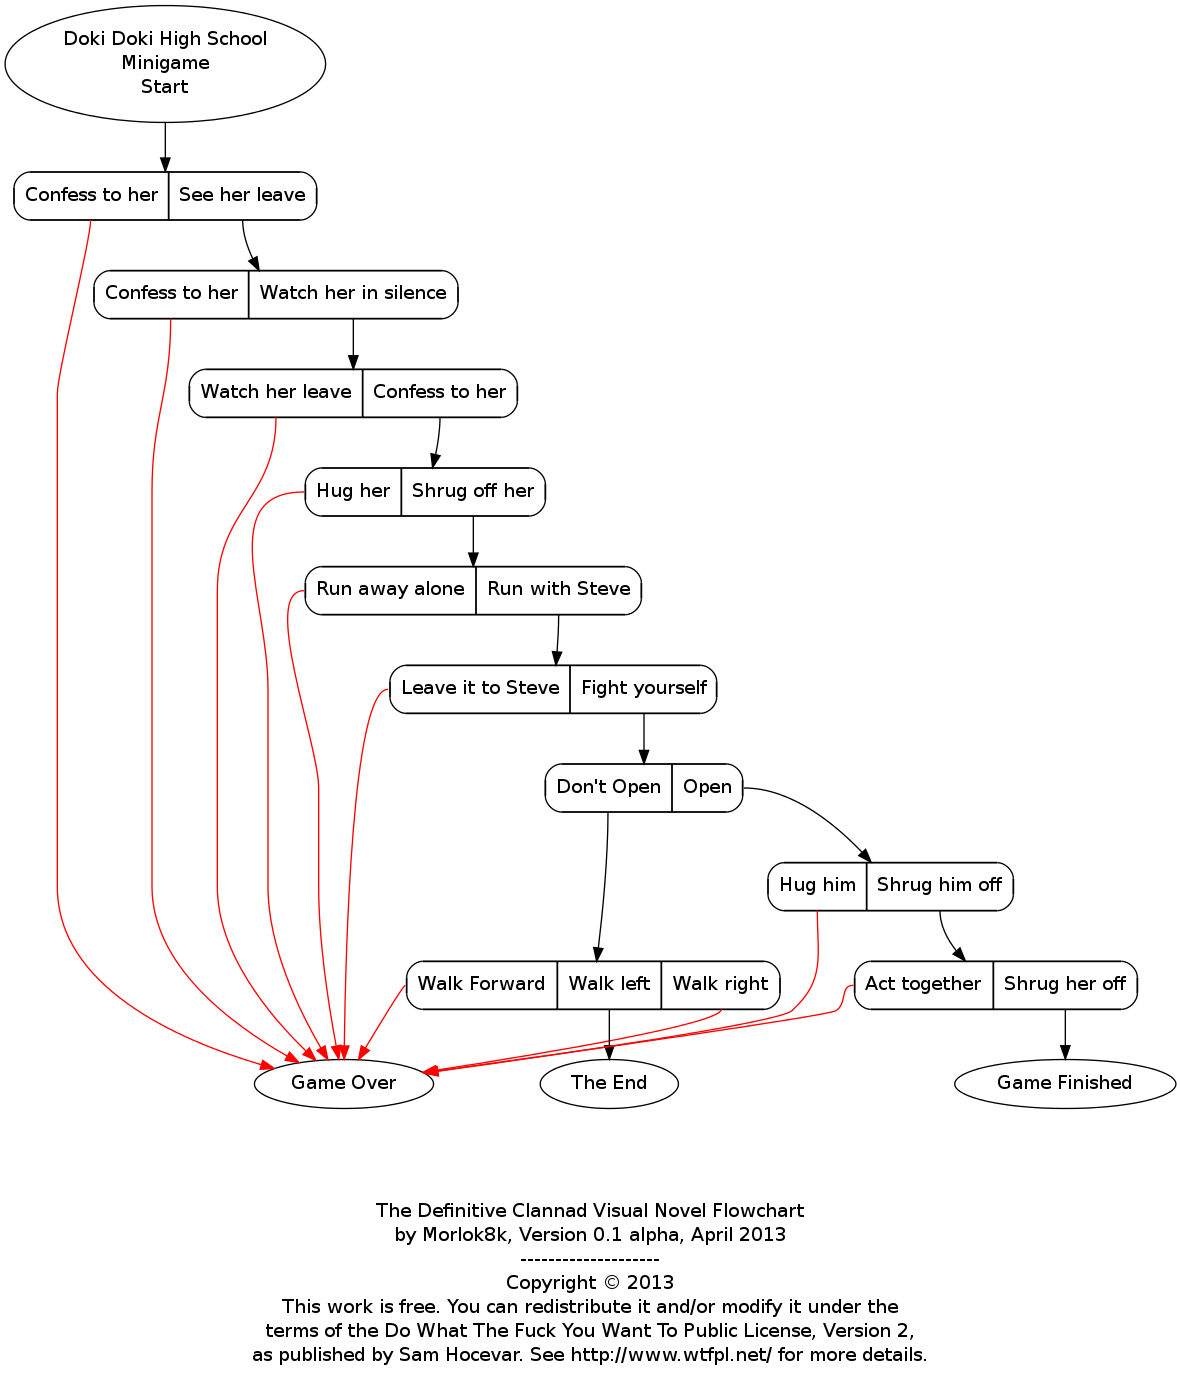 Doki Doki High School
Minigame
Start
Confess to her
See her leave
Confess to her
Watch her in silence
Watch her leave
Confess to her
Hug her
Shrug off her
Run away alone
Run with Steve
Leave it to Steve
Fight yourself
Don't Open
Open
Hug him
Shrug him off
Walk Forward
Walk left
Walk right
Act together
Shrug her off
Game Over
The End
Game Finished
The Definitive Clannad Visual Novel Flowchart
by Morlok8k, Version 0.1 alpha, April 2013
--------------------
Copyright © 2013
This work is free. You can redistribute it and/or modify it under the
terms of the Do What The Fuck You Want To Public License, Version 2,
as published by Sam Hocevar. See http://www.wtfpl.net/ for more details.